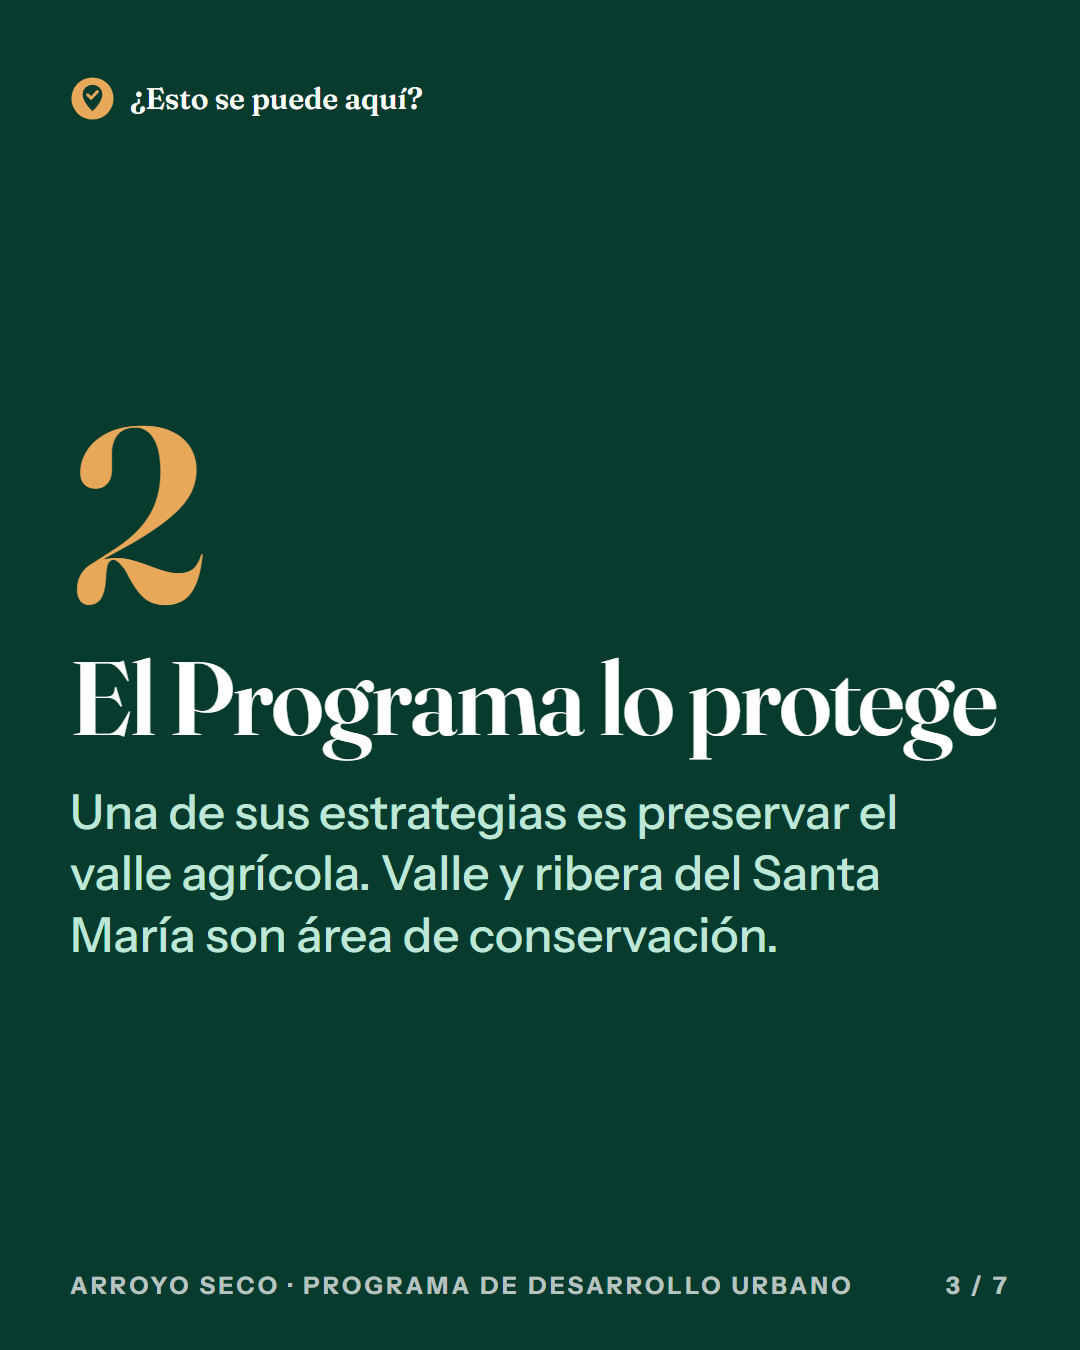 ¿Esto se puede aquí?
2
El Programa lo protege
Una de sus estrategias es preservar el
valle agrícola. Valle y ribera del Santa
María son área de conservación.
ARROYO SECO · PROGRAMA DE DESARROLLO URBANO 3 / 7